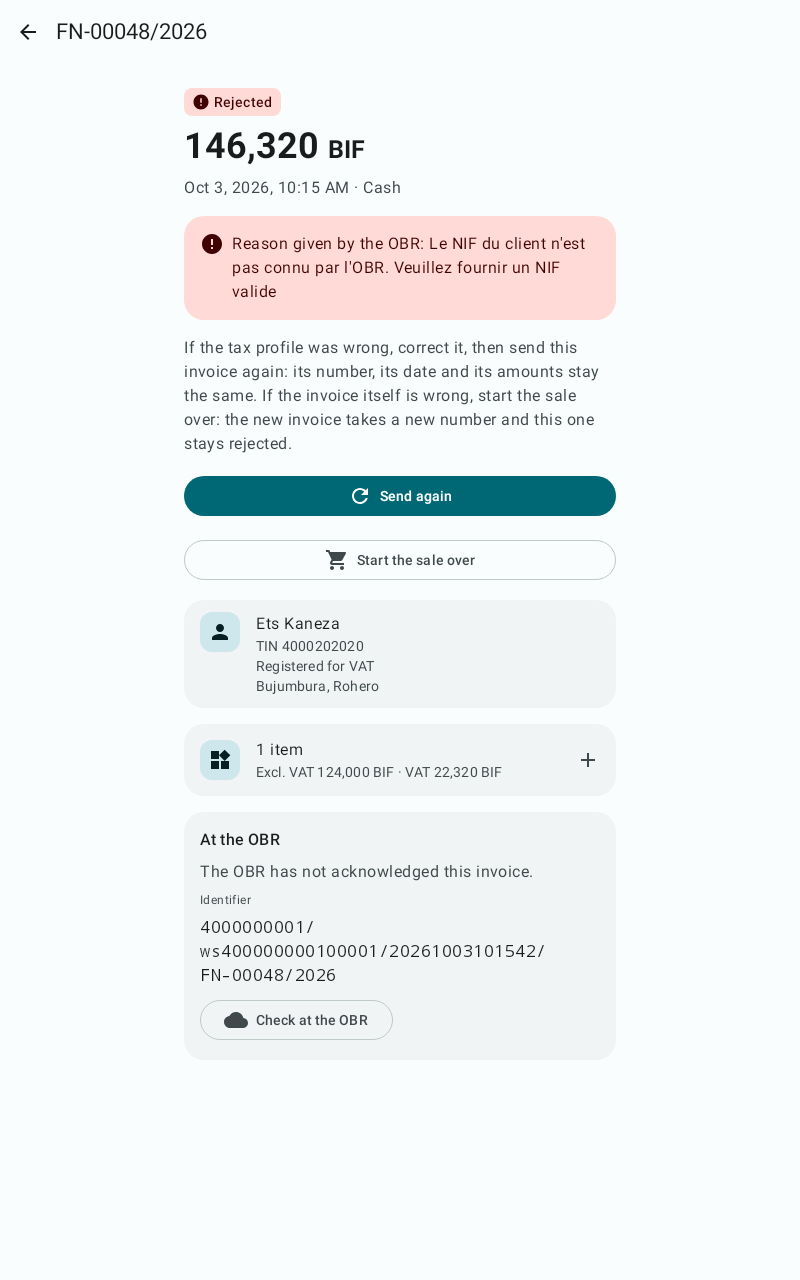 FN-00048/2026
Rejected
146,320 BIF
Oct 3, 2026, 10:15 AM · Cash
Reason given by the OBR: Le NIF du client n'est
pas connu par l'OBR. Veuillez fournir un NIF
valide
If the tax profile was wrong, correct it, then send this
invoice again: its number, its date and its amounts stay
the same. If the invoice itself is wrong, start the sale
over: the new invoice takes a new number and this one
stays rejected.
Send again
Start the sale over
Ets Kaneza
TIN 4000202020
Registered for VAT
Bujumbura, Rohero
1 item
Excl. VAT 124,000 BIF · VAT 22,320 BIF
At the OBR
The OBR has not acknowledged this invoice.
Identifier
4000000001/
ws400000000100001/20261003101542/
FN-00048/2026
Check at the OBR